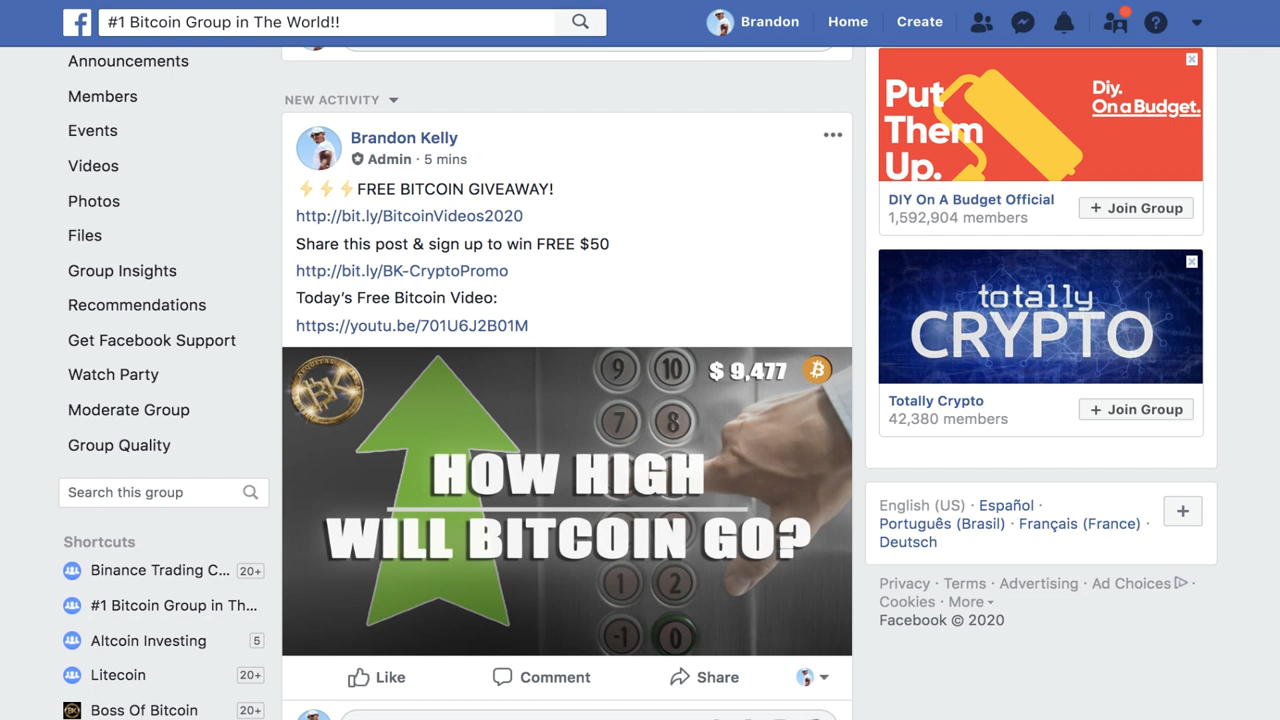 #1 Bitcoin Group in The World!!
Brandon
Home
Create
Announcements
Members
Events
Videos
Photos
Files
Group Insights
Recommendations
Get Facebook Support
Watch Party
Moderate Group
Group Quality
Search this group
Shortcuts
Binance Trading C... 20+
#1 Bitcoin Group in Th...
Altcoin Investing 5
Litecoin 20+
Boss Of Bitcoin 20+
NEW ACTIVITY
Brandon Kelly
Admin · 5 mins
⚡⚡⚡FREE BITCOIN GIVEAWAY!
http://bit.ly/BitcoinVideos2020
Share this post & sign up to win FREE $50
http://bit.ly/BK-CryptoPromo
Today's Free Bitcoin Video:
https://youtu.be/701U6J2B01M
BK
9 10
$ 9,477
7 8
HOW HIGH
WILL BITCOIN GO?
1 2
-1 0
Like
Comment
Share
Put
Them
Up.
Diy.
On a Budget.
DIY On A Budget Official
1,592,904 members
+ Join Group
totally
CRYPTO
Totally Crypto
42,380 members
+ Join Group
English (US) · Español ·
Português (Brasil) · Français (France) ·
Deutsch
Privacy · Terms · Advertising · Ad Choices ·
Cookies · More
Facebook © 2020